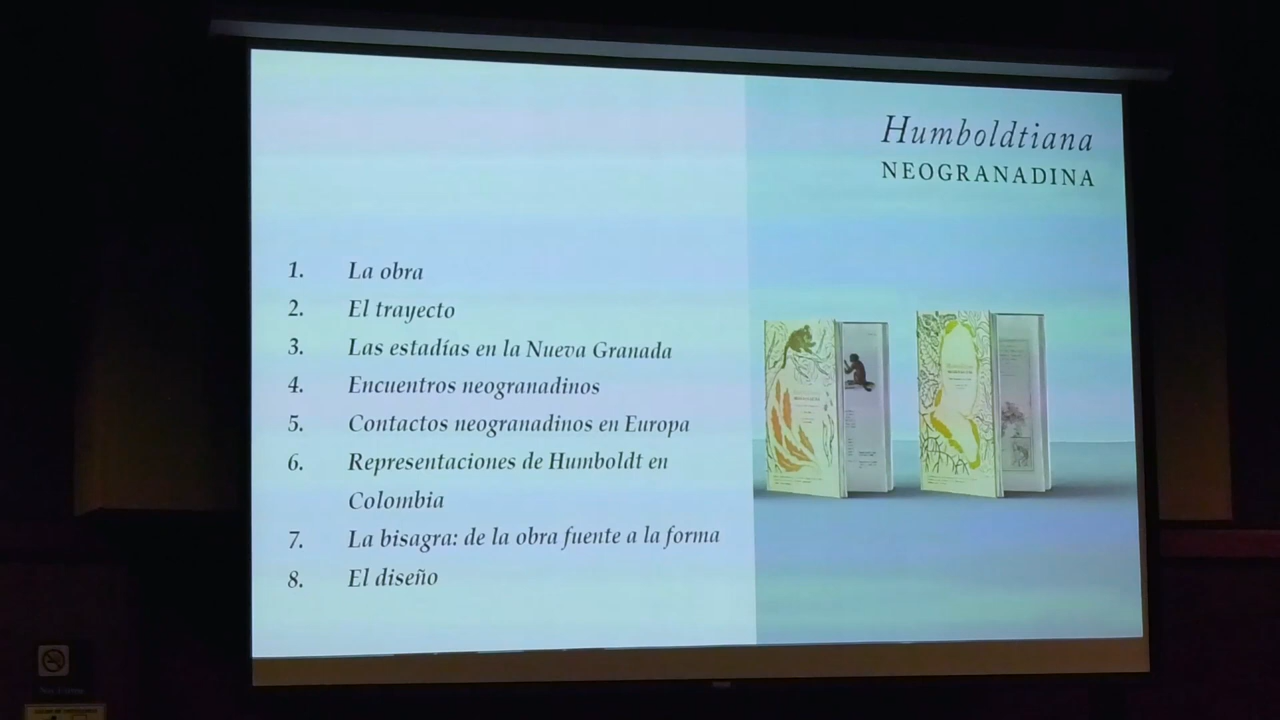 Humboldtiana
NEOGRANADINA
1. La obra
2. El trayecto
3. Las estadías en la Nueva Granada
4. Encuentros neogranadinos
5. Contactos neogranadinos en Europa
6. Representaciones de Humboldt en
Colombia
7. La bisagra: de la obra fuente a la forma
8. El diseño